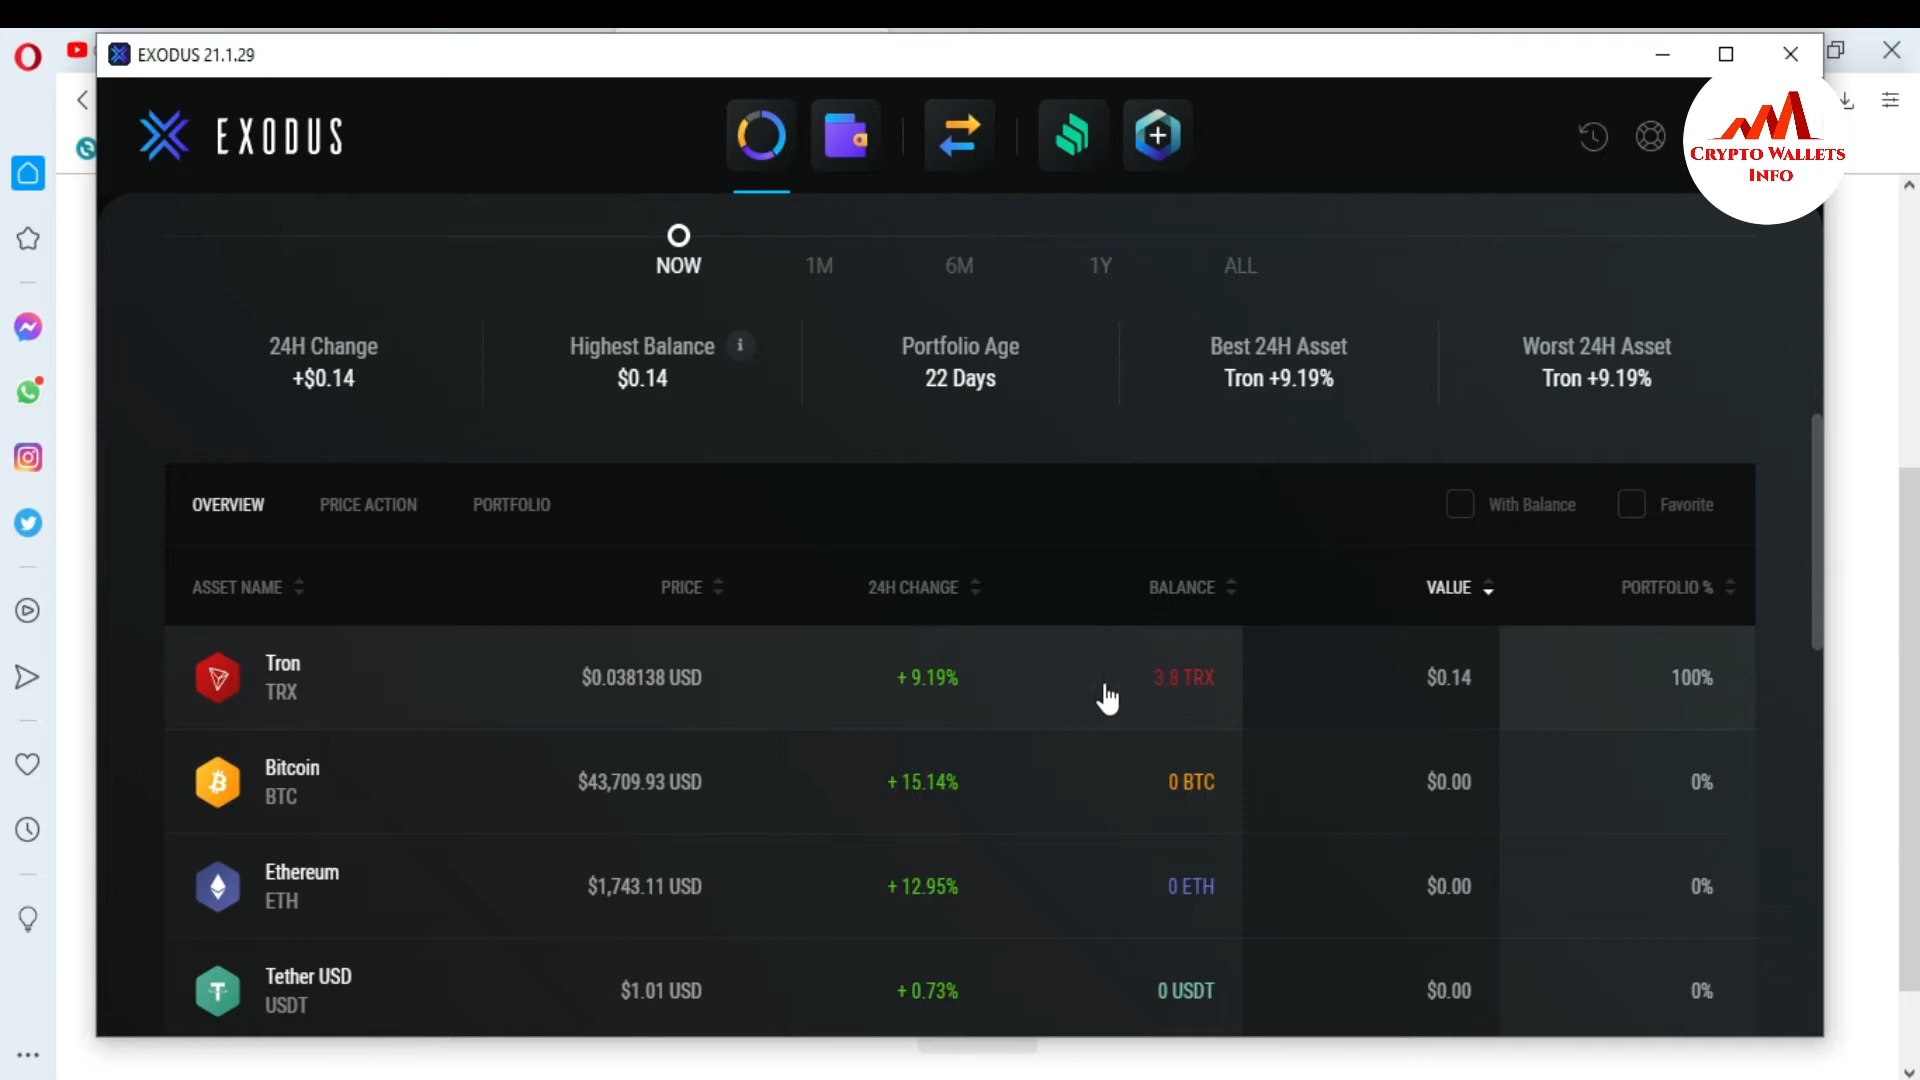 EXODUS 21.1.29
EXODUS
CRYPTO WALLETS
INFO
NOW
1M
6M
1Y
ALL
24H Change
+$0.14
Highest Balance
$0.14
Portfolio Age
22 Days
Best 24H Asset
Tron +9.19%
Worst 24H Asset
Tron +9.19%
OVERVIEW
PRICE ACTION
PORTFOLIO
With Balance
Favorite
ASSET NAME
PRICE
24H CHANGE
BALANCE
VALUE
PORTFOLIO %
Tron
TRX
$0.038138 USD
+ 9.19%
3.8 TRX
$0.14
100%
Bitcoin
BTC
$43,709.93 USD
+ 15.14%
0 BTC
$0.00
0%
Ethereum
ETH
$1,743.11 USD
+ 12.95%
0 ETH
$0.00
0%
Tether USD
USDT
$1.01 USD
+ 0.73%
0 USDT
$0.00
0%